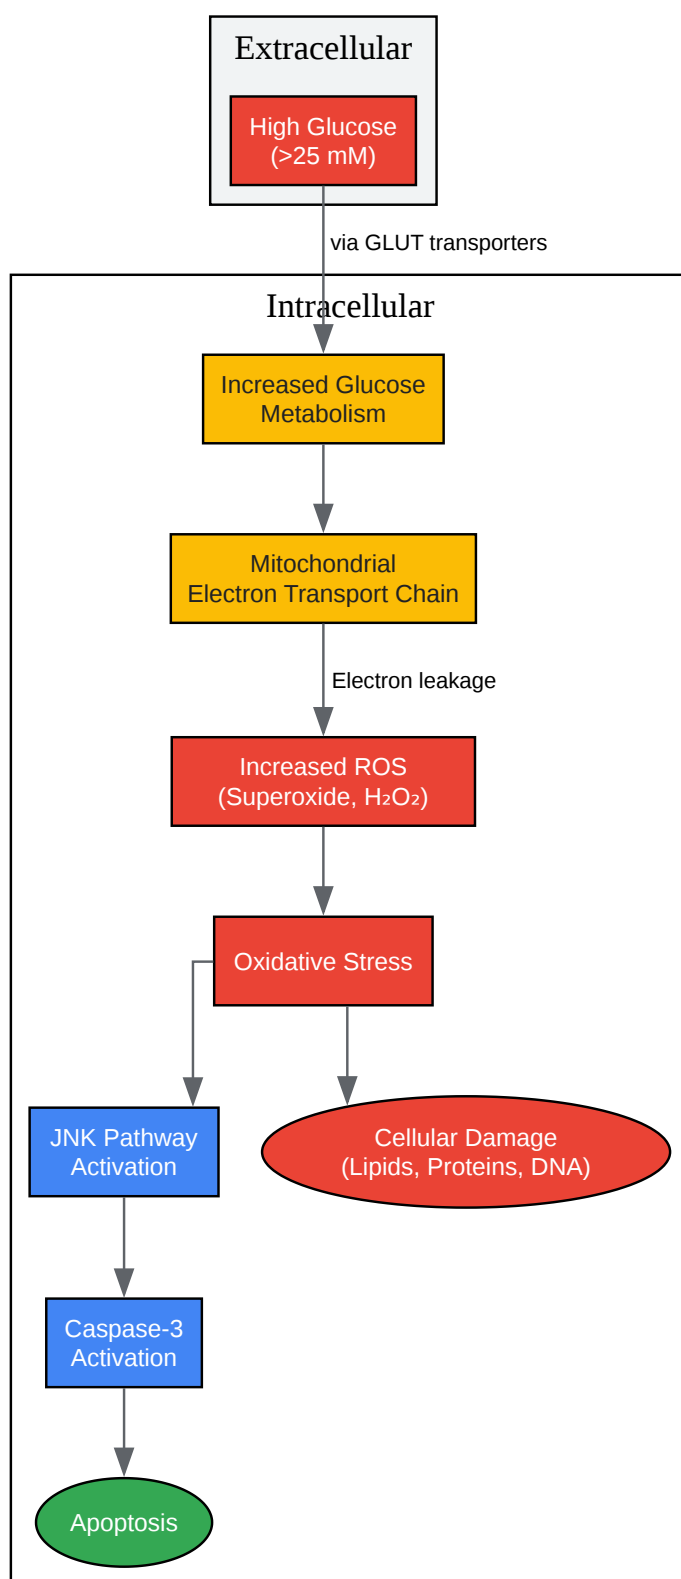 Extracellular
High Glucose
(>25 mM)
via GLUT transporters
Intracellular
Increased Glucose
Metabolism
Mitochondrial
Electron Transport Chain
Electron leakage
Increased ROS
(Superoxide, H₂O₂)
Oxidative Stress
JNK Pathway
Activation
Cellular Damage
(Lipids, Proteins, DNA)
Caspase-3
Activation
Apoptosis